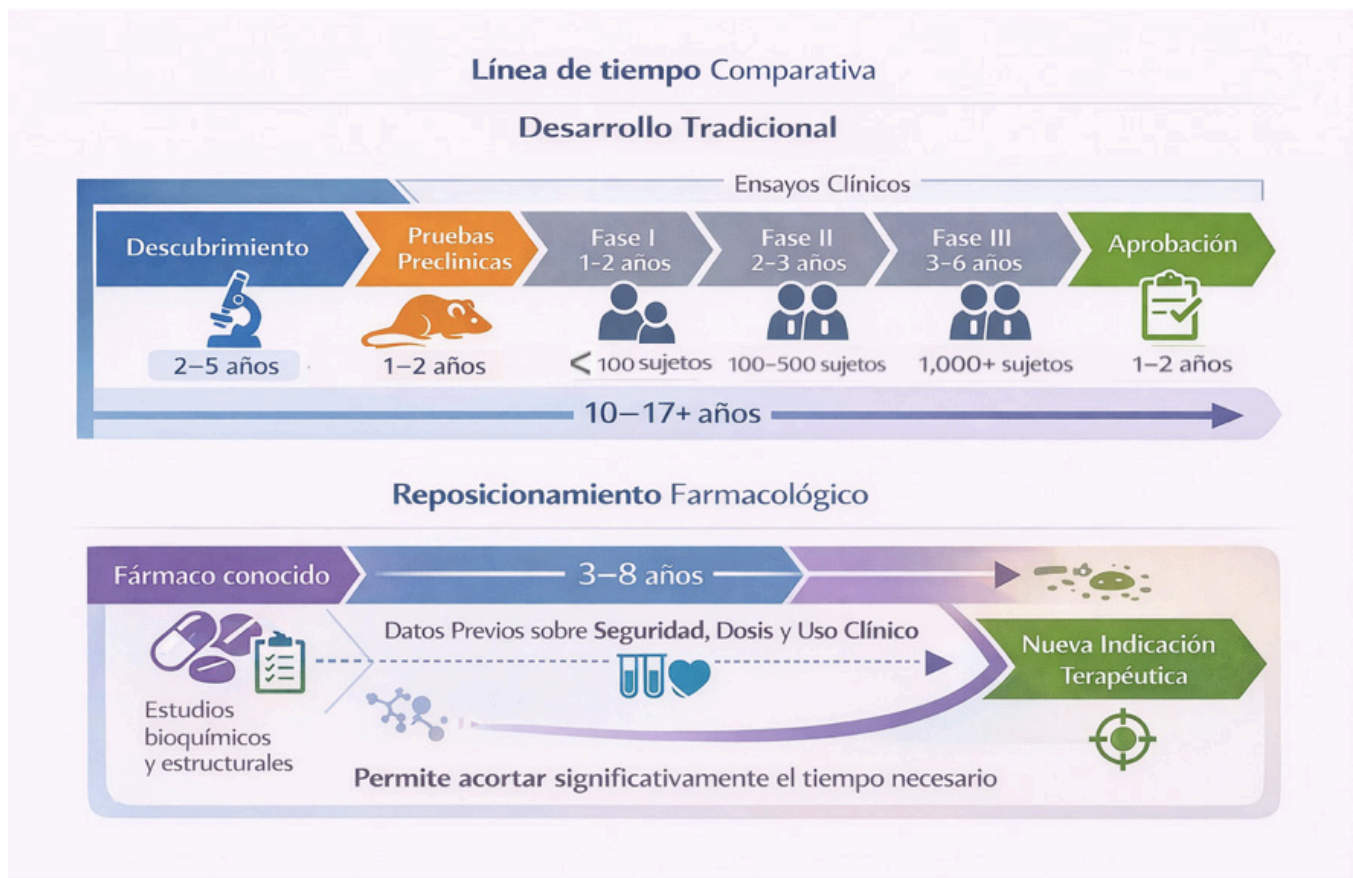 Línea de tiempo Comparativa
Desarrollo Tradicional
Ensayos Clínicos
Descubrimiento
Pruebas
Preclinicas
Fase I
1-2 años
Fase II
2-3 años
Fase III
3-6 años
Aprobación
2–5 años
1–2 años
< 100 sujetos
100–500 sujetos
1,000+ sujetos
1–2 años
10–17+ años
Reposicionamiento Farmacológico
Fármaco conocido
3–8 años
Datos Previos sobre Seguridad, Dosis y Uso Clínico
Nueva Indicación
Terapéutica
Estudios
bioquímicos
y estructurales
Permite acortar significativamente el tiempo necesario